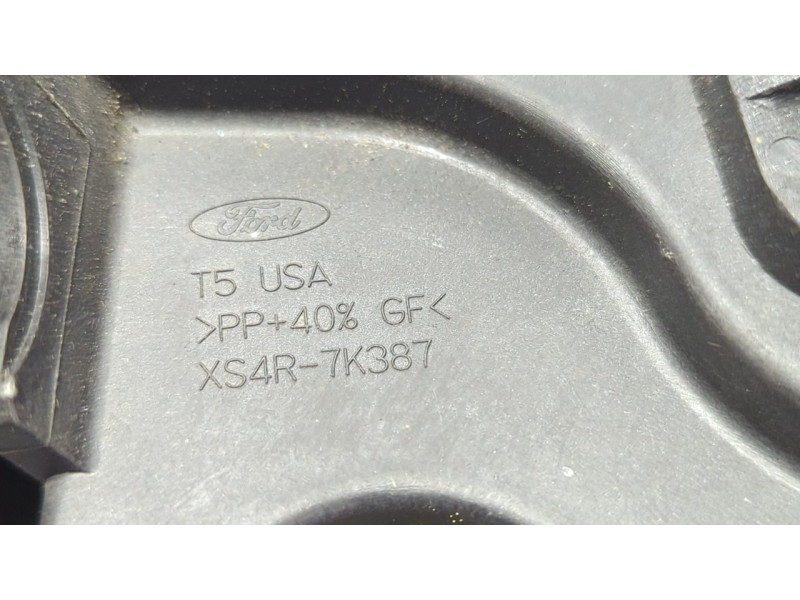 Ford
T5 USA
>PP+40% GF<
XS4R-7K387